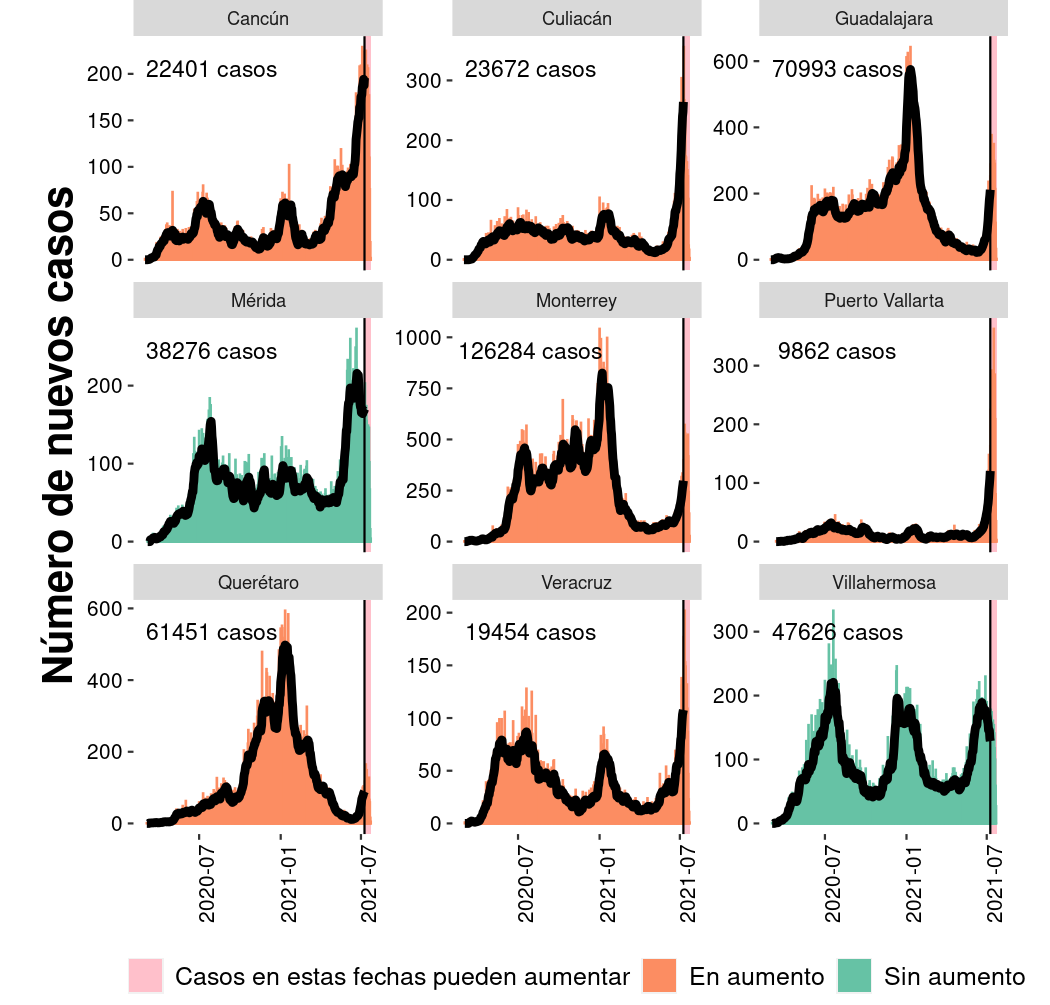 Número de nuevos casos
Cancún
22401 casos
200
150
100
50
0
Culiacán
23672 casos
300
200
100
0
Guadalajara
70993 casos
600
400
200
0
Mérida
38276 casos
200
100
0
Monterrey
126284 casos
1000
750
500
250
0
Puerto Vallarta
9862 casos
300
200
100
0
Querétaro
61451 casos
600
400
200
0
2020-07
2021-01
2021-07
Veracruz
19454 casos
200
150
100
50
0
2020-07
2021-01
2021-07
Villahermosa
47626 casos
300
200
100
0
2020-07
2021-01
2021-07
Casos en estas fechas pueden aumentar
En aumento
Sin aumento